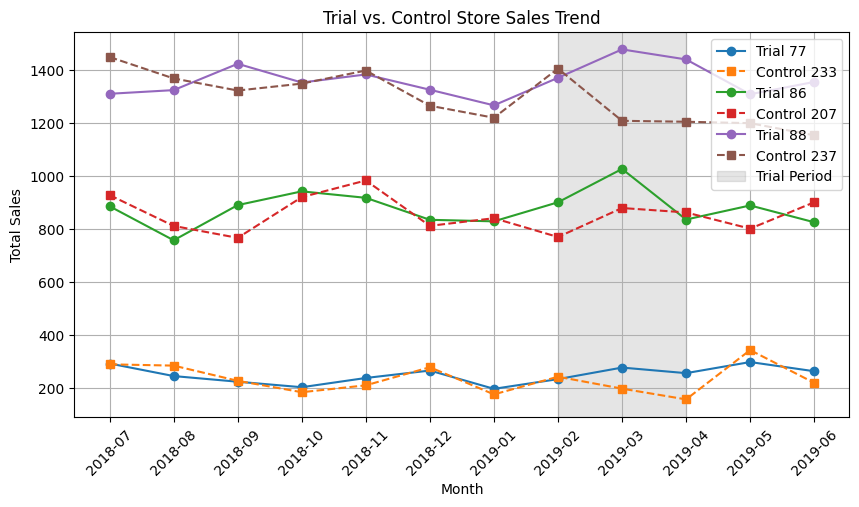 Trial vs. Control Store Sales Trend
Total Sales
1400
1200
1000
800
600
400
200
Trial 77
Control 233
Trial 86
Control 207
Trial 88
Control 237
Trial Period
2018-07
2018-08
2018-09
2018-10
2018-11
2018-12
2019-01
2019-02
2019-03
2019-04
2019-05
2019-06
Month